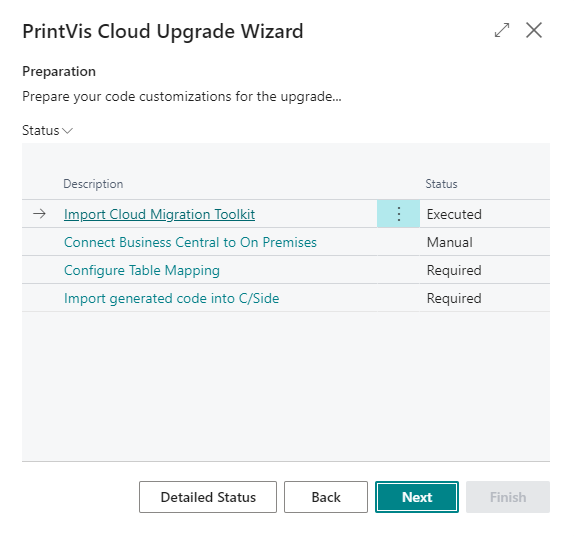 PrintVis Cloud Upgrade Wizard
Preparation
Prepare your code customizations for the upgrade...
Status
Description Status
Import Cloud Migration Toolkit Executed
Connect Business Central to On Premises Manual
Configure Table Mapping Required
Import generated code into C/Side Required
Detailed Status Back Next Finish